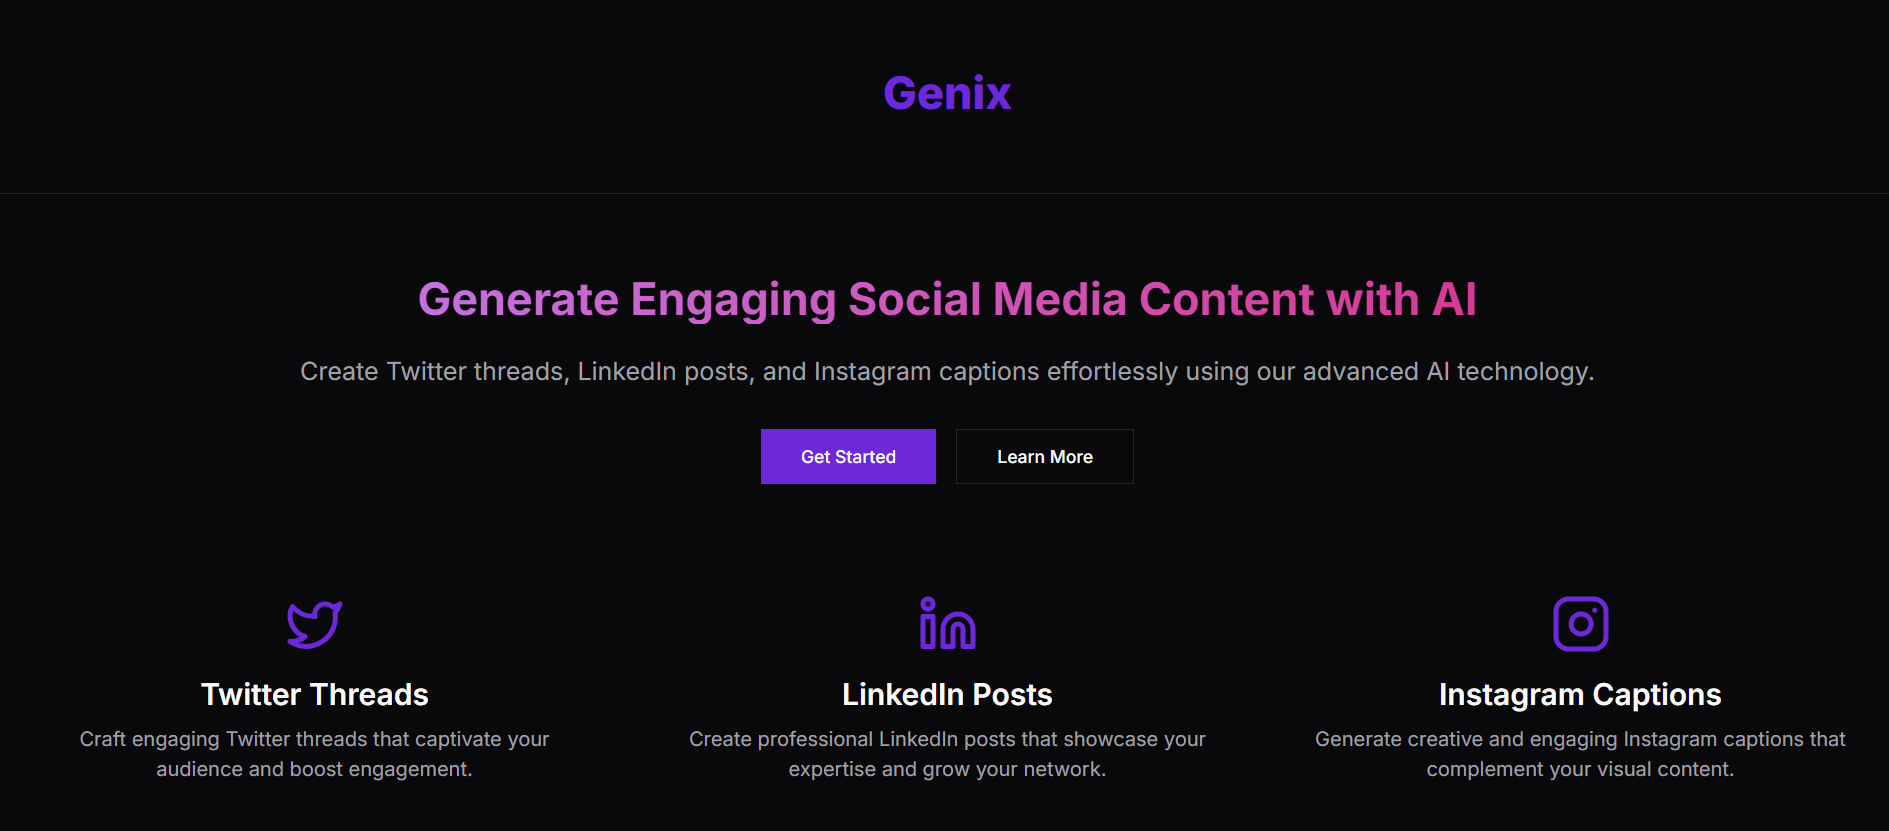 Genix
Generate Engaging Social Media Content with AI
Create Twitter threads, LinkedIn posts, and Instagram captions effortlessly using our advanced AI technology.
Get Started
Learn More
Twitter Threads
Craft engaging Twitter threads that captivate your
audience and boost engagement.
LinkedIn Posts
Create professional LinkedIn posts that showcase your
expertise and grow your network.
Instagram Captions
Generate creative and engaging Instagram captions that
complement your visual content.